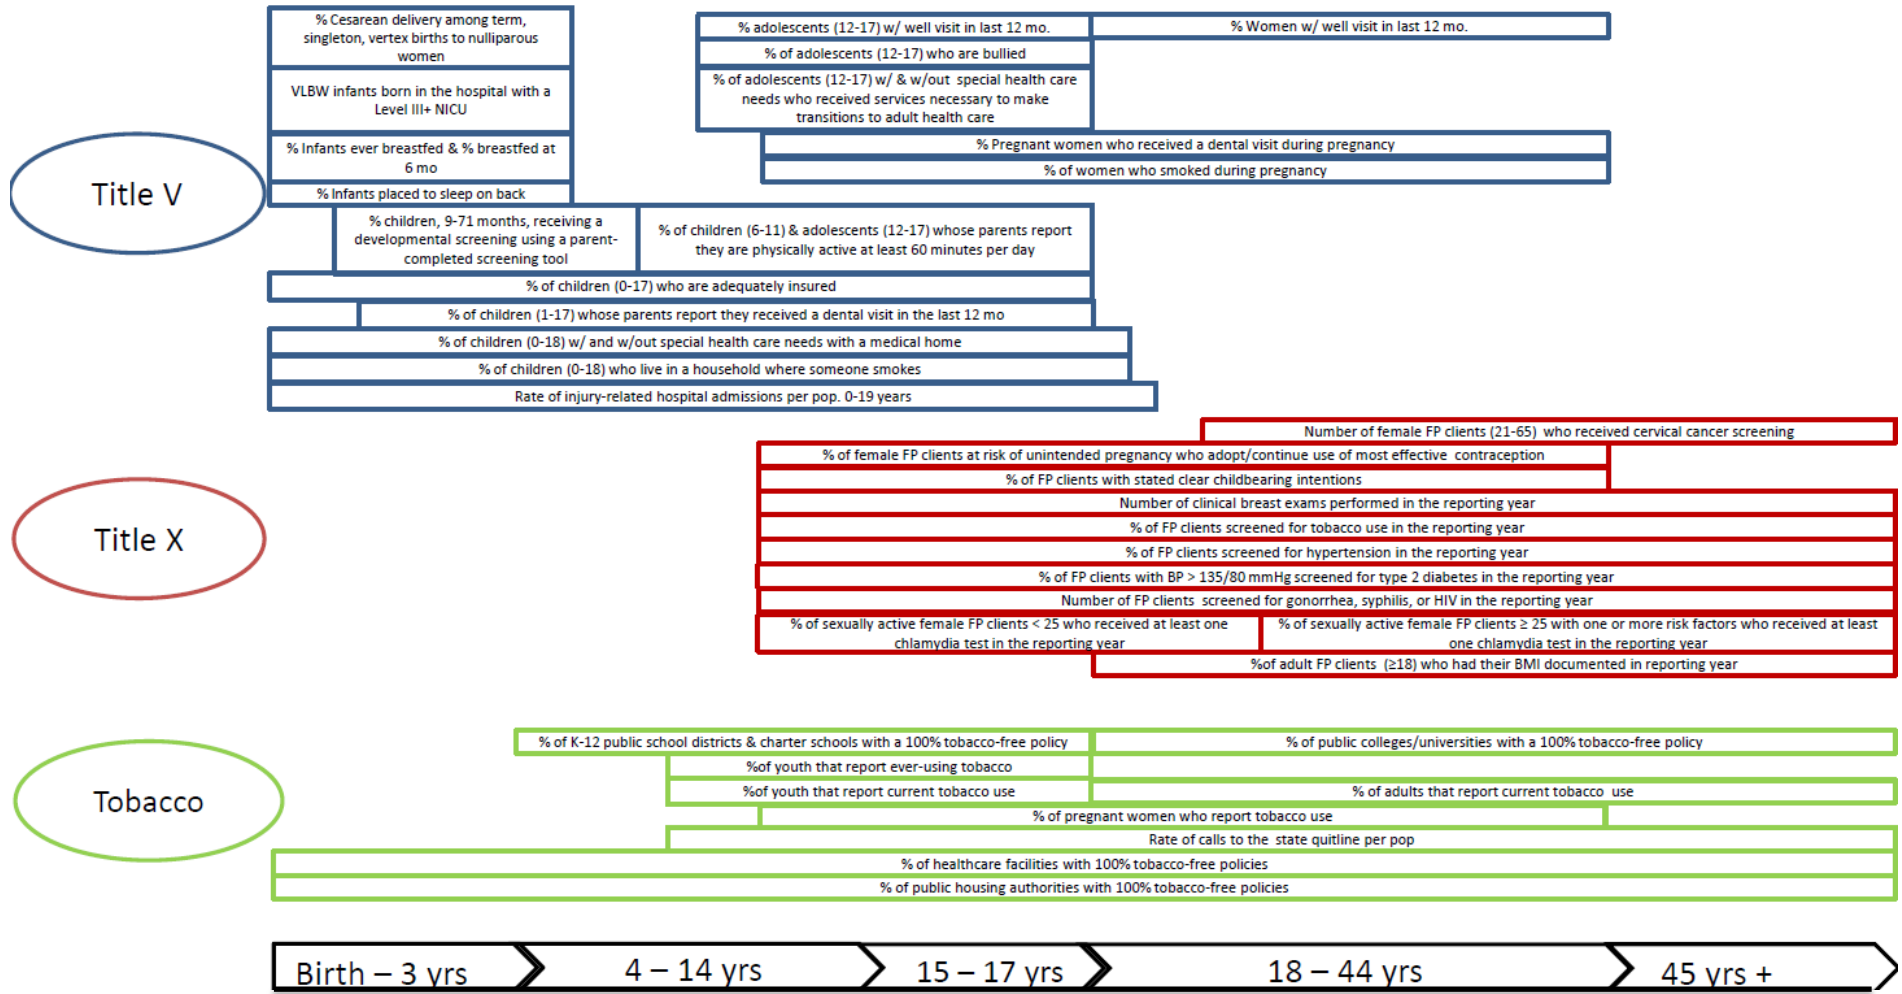 % Cesarean delivery among term,
singleton, vertex births to nulliparous
women
VLBW infants born in the hospital with a
Level III+ NICU
% Infants ever breastfed & % breastfed at
6 mo
% Infants placed to sleep on back
% adolescents (12-17) w/ well visit in last 12 mo.
% Women w/ well visit in last 12 mo.
% of adolescents (12-17) who are bullied
% of adolescents (12-17) w/ & w/out special health care
needs who received services necessary to make
transitions to adult health care
% Pregnant women who received a dental visit during pregnancy
% of women who smoked during pregnancy
Title V
% children, 9-71 months, receiving a
developmental screening using a parent-
completed screening tool
% of children (6-11) & adolescents (12-17) whose parents report
they are physically active at least 60 minutes per day
% of children (0-17) who are adequately insured
% of children (1-17) whose parents report they received a dental visit in the last 12 mo
% of children (0-18) w/ and w/out special health care needs with a medical home
% of children (0-18) who live in a household where someone smokes
Rate of injury-related hospital admissions per pop. 0-19 years
Number of female FP clients (21-65) who received cervical cancer screening
% of female FP clients at risk of unintended pregnancy who adopt/continue use of most effective contraception
% of FP clients with stated clear childbearing intentions
Number of clinical breast exams performed in the reporting year
% of FP clients screened for tobacco use in the reporting year
Title X
% of FP clients screened for hypertension in the reporting year
% of FP clients with BP > 135/80 mmHg screened for type 2 diabetes in the reporting year
Number of FP clients screened for gonorrhea, syphilis, or HIV in the reporting year
% of sexually active female FP clients < 25 who received at least one
chlamydia test in the reporting year
% of sexually active female FP clients ≥ 25 with one or more risk factors who received at least
one chlamydia test in the reporting year
%of adult FP clients (≥18) who had their BMI documented in reporting year
% of K-12 public school districts & charter schools with a 100% tobacco-free policy
% of public colleges/universities with a 100% tobacco-free policy
%of youth that report ever-using tobacco
%of youth that report current tobacco use
% of adults that report current tobacco use
Tobacco
% of pregnant women who report tobacco use
Rate of calls to the state quitline per pop
% of healthcare facilities with 100% tobacco-free policies
% of public housing authorities with 100% tobacco-free policies
Birth – 3 yrs
4 – 14 yrs
15 – 17 yrs
18 – 44 yrs
45 yrs +